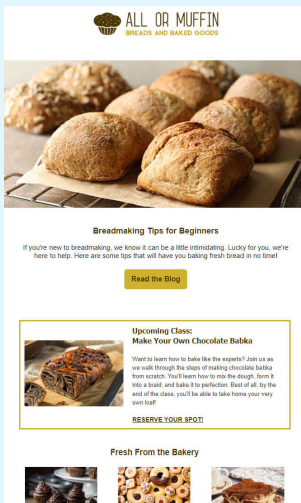 ALL OR MUFFIN
BREADS AND BAKED GOODS
Breadmaking Tips for Beginners
If you're new to breadmaking, we know it can be a little intimidating. Lucky for you, we're
here to help. Here are some tips that will have you baking fresh bread in no time!
Read the Blog
Upcoming Class:
Make Your Own Chocolate Babka
Want to learn how to bake like the experts? Join us as
we walk through the steps of making chocolate babka
from scratch. You'll learn how to mix the dough, form it
into a braid, and bake it to perfection. Best of all, by the
end of the class, you'll be able to take home your very
own loaf!
RESERVE YOUR SPOT!
Fresh From the Bakery